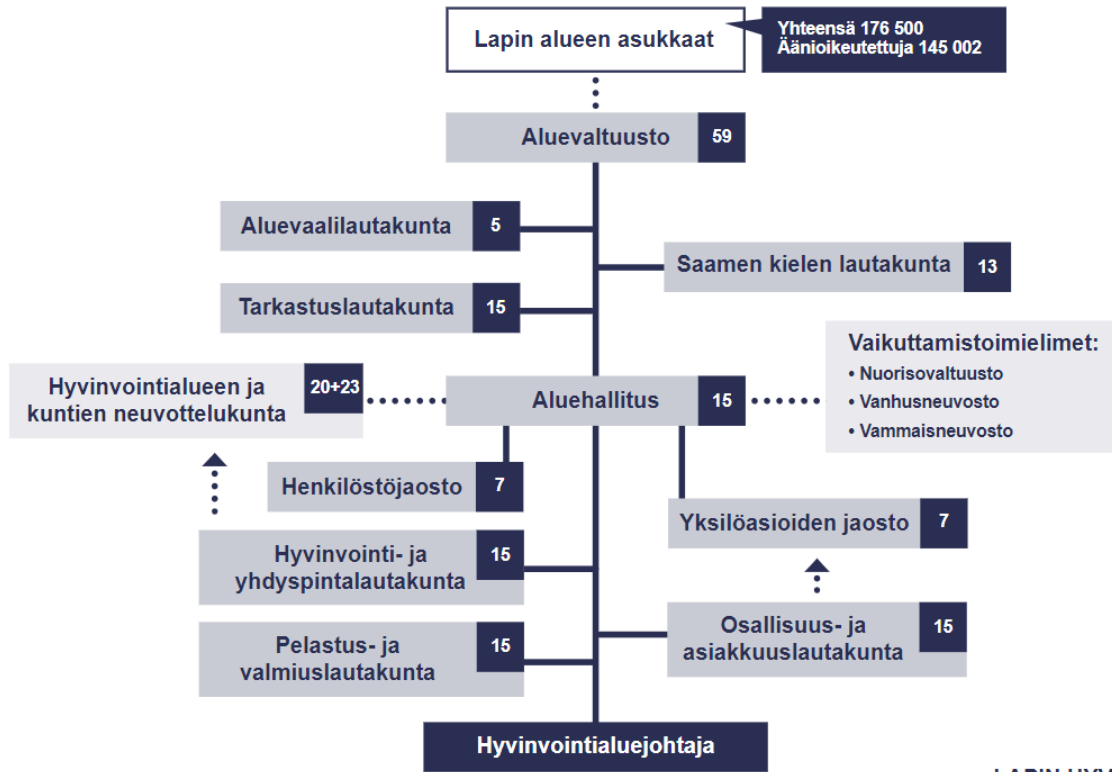 Lapin alueen asukkaat
Yhteensä 176 500
Äänioikeutettuja 145 002
Aluevaltuusto
59
Aluevaalilautakunta
5
Saamen kielen lautakunta
13
Tarkastuslautakunta
15
Hyvinvointialueen ja
kuntien neuvottelukunta
20+23
Aluehallitus
15
Vaikuttamistoimielimet:
• Nuorisovaltuusto
• Vanhusneuvosto
• Vammaisneuvosto
Henkilöstöjaosto
7
Yksilöasioiden jaosto
7
Hyvinvointi- ja
yhdyspintalautakunta
15
Osallisuus- ja
asiakkuuslautakunta
15
Pelastus- ja
valmiuslautakunta
15
Hyvinvointialuejohtaja